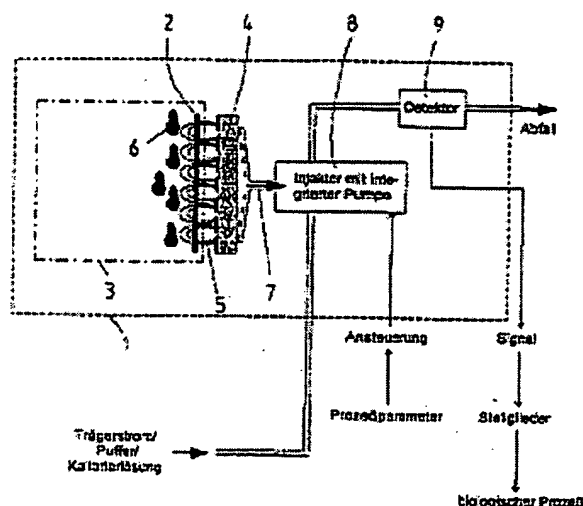 2
4
8
9
Detektor
Abfall
6
Injektor mit inte-
grierter Pumpe
3
5
7
1
Ansteuerung
Signal
Prozeßparameter
Stellglieder
Trägerstrom/
Puffer/
Kalibrierlösung
biologischer Prozeß